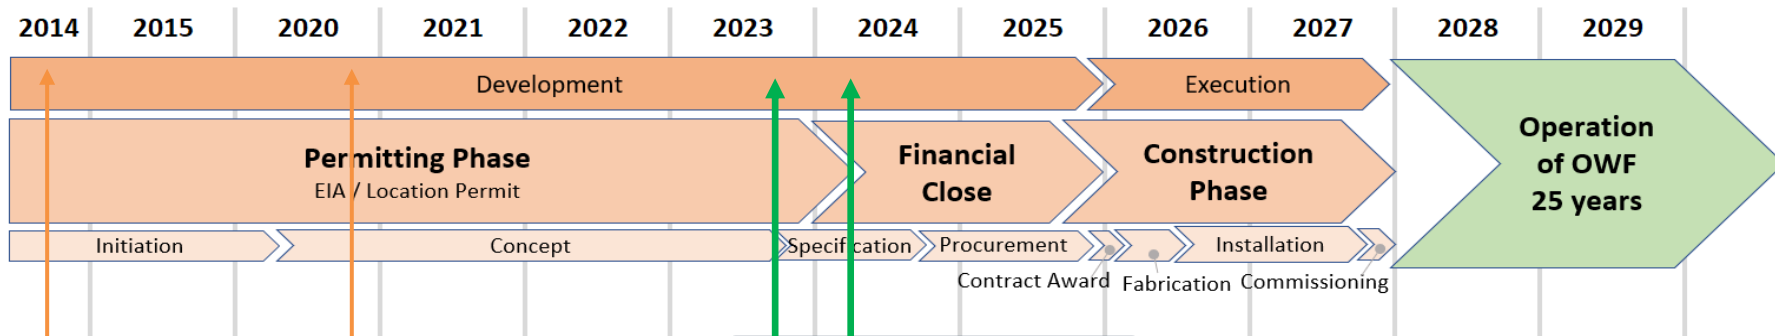 2014 2015 2020 2021 2022 2023 2024 2025 2026 2027 2028 2029
Development Execution
Permitting Phase
EIA / Location Permit
Financial
Close
Construction
Phase
Operation
of OWF
25 years
Initiation Concept Specification Procurement Installation
Contract Award Fabrication Commissioning